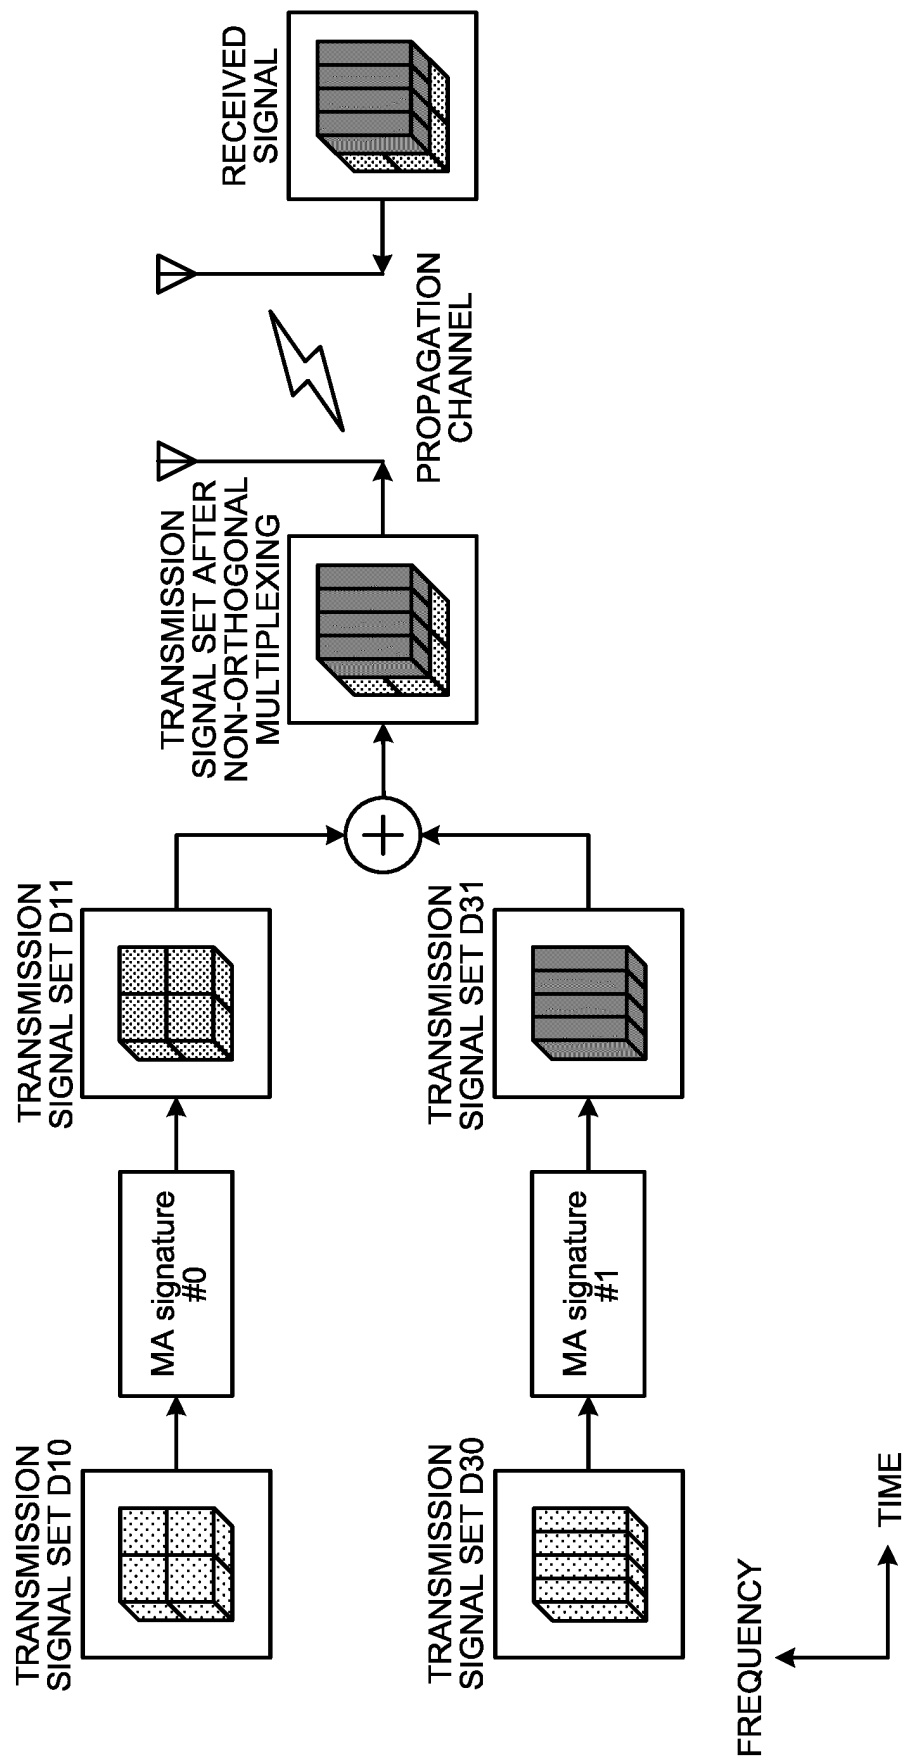 TRANSMISSION
SIGNAL SET D10
MA signature
#0
TRANSMISSION
SIGNAL SET D11
TRANSMISSION
SIGNAL SET D30
MA signature
#1
TRANSMISSION
SIGNAL SET D31
TRANSMISSION
SIGNAL SET AFTER
NON-ORTHOGONAL
MULTIPLEXING
PROPAGATION
CHANNEL
RECEIVED
SIGNAL
FREQUENCY
TIME